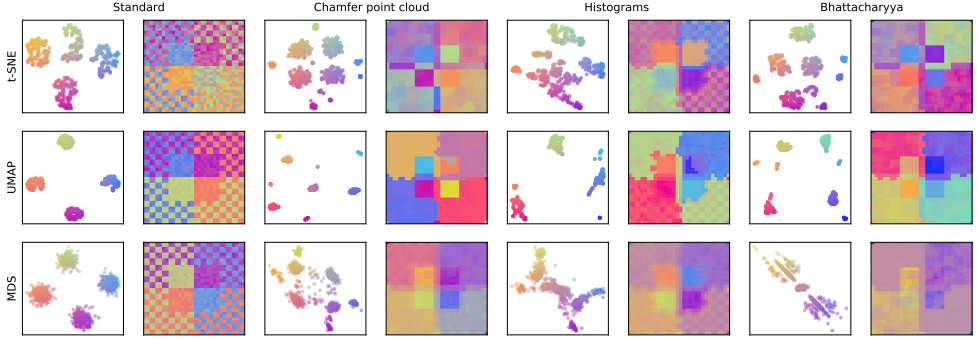 Standard
Chamfer point cloud
Histograms
Bhattacharyya
t-SNE
UMAP
MDS